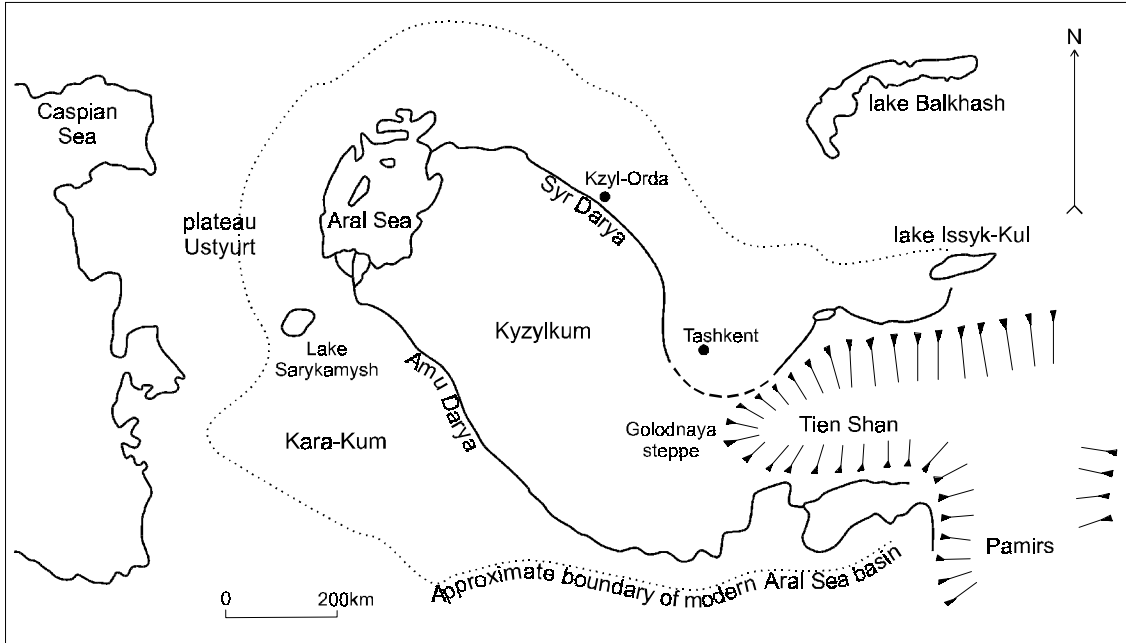 N
Caspian
Sea
lake Balkhash
Kzyl-Orda
Syr Darya
plateau
Ustyurt
Aral Sea
lake Issyk-Kul
Kyzylkum
Tashkent
Lake
Sarykamysh
Amu Darya
Golodnaya
steppe
Tien Shan
Kara-Kum
Pamirs
Approximate boundary of modern Aral Sea basin
0 200km